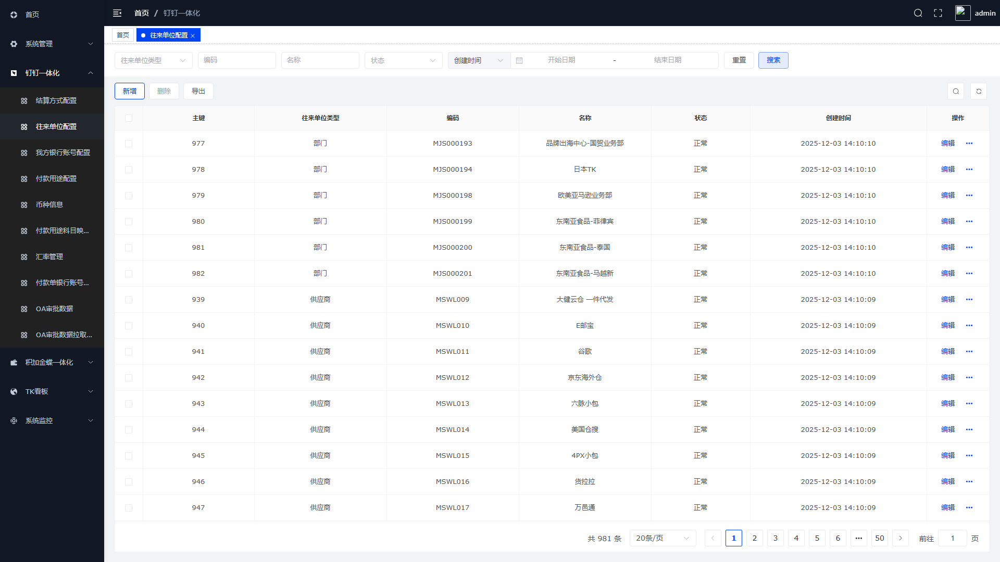 首页
系统管理
钉钉一体化
结算方式配置
往来单位配置
我方银行账号配置
付款用途配置
币种信息
付款用途科目映...
汇率管理
付款单银行账号...
OA审批数据
OA审批数据拉取...
积加金蝶一体化
TK看板
系统监控
首页 / 钉钉一体化
admin
首页 往来单位配置
往来单位类型 编码 名称 状态 创建时间 开始日期 - 结束日期 重置 搜索
新增 删除 导出
主键 往来单位类型 编码 名称 状态 创建时间 操作
977 部门 MJS000193 品牌出海中心-国贸业务部 正常 2025-12-03 14:10:10 编辑 ...
978 部门 MJS000194 日本TK 正常 2025-12-03 14:10:10 编辑 ...
979 部门 MJS000198 欧美亚马逊业务部 正常 2025-12-03 14:10:10 编辑 ...
980 部门 MJS000199 东南亚食品-菲律宾 正常 2025-12-03 14:10:10 编辑 ...
981 部门 MJS000200 东南亚食品-泰国 正常 2025-12-03 14:10:10 编辑 ...
982 部门 MJS000201 东南亚食品-马越新 正常 2025-12-03 14:10:10 编辑 ...
939 供应商 MSWL009 大健云仓 一件代发 正常 2025-12-03 14:10:09 编辑 ...
940 供应商 MSWL010 E邮宝 正常 2025-12-03 14:10:09 编辑 ...
941 供应商 MSWL011 谷歌 正常 2025-12-03 14:10:09 编辑 ...
942 供应商 MSWL012 京东海外仓 正常 2025-12-03 14:10:09 编辑 ...
943 供应商 MSWL013 六脉小包 正常 2025-12-03 14:10:09 编辑 ...
944 供应商 MSWL014 美国仓搜 正常 2025-12-03 14:10:09 编辑 ...
945 供应商 MSWL015 4PX小包 正常 2025-12-03 14:10:09 编辑 ...
946 供应商 MSWL016 货拉拉 正常 2025-12-03 14:10:09 编辑 ...
947 供应商 MSWL017 万邑通 正常 2025-12-03 14:10:09 编辑 ...
共 981 条 20条/页 1 2 3 4 5 6 ... 50 前往 1 页